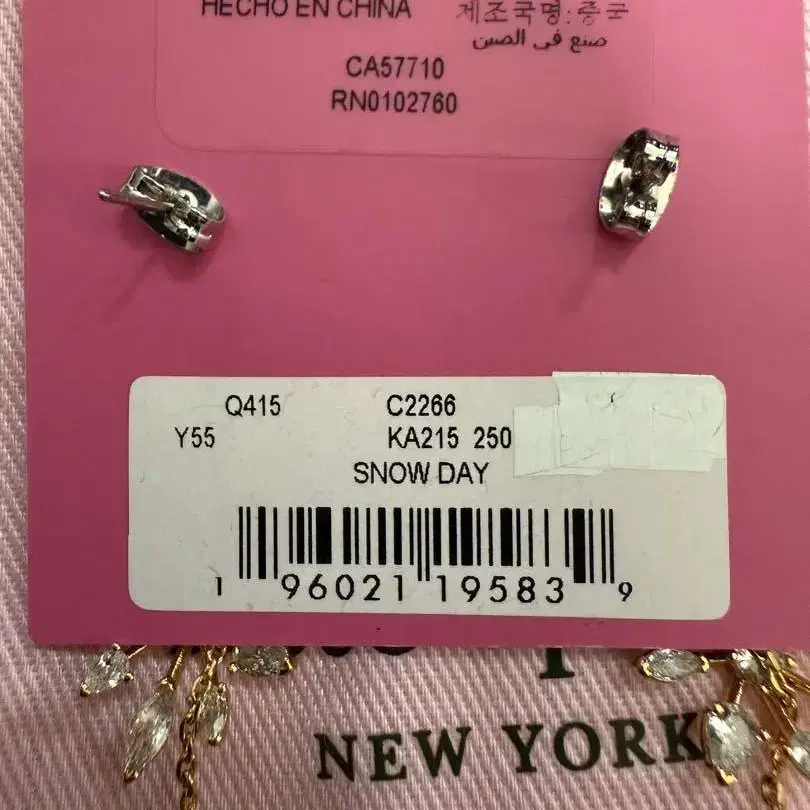 HECHO EN CHINA 제조국명:중국
صنع في الصين
CA57710
RN0102760
Q415 C2266
Y55 KA215 250
SNOW DAY
1 96021 19583 9
NEW YORK